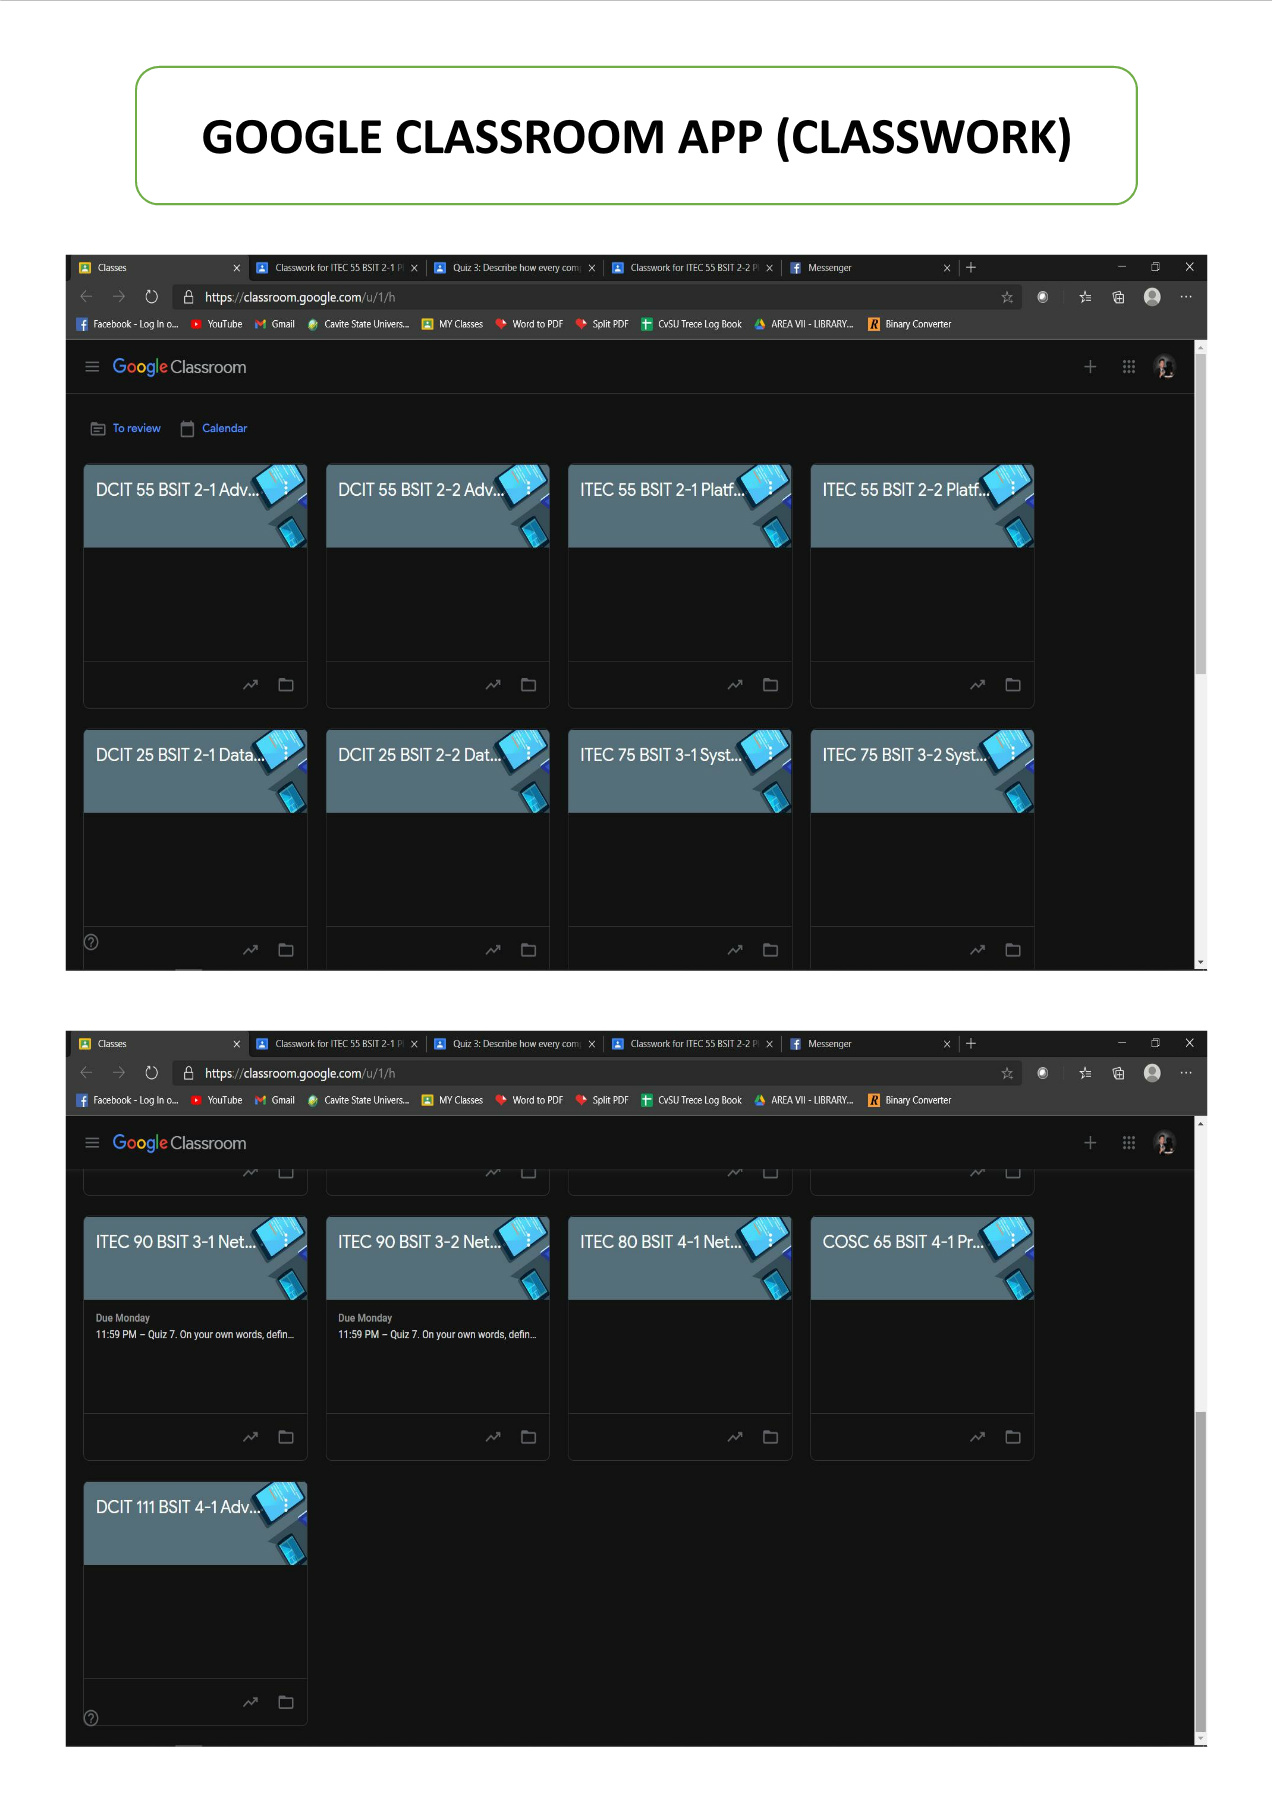 GOOGLE CLASSROOM APP (CLASSWORK)
Classes
Classwork for ITEC 55 BSIT 2-1 Pl
Quiz 3: Describe how every com
Classwork for ITEC 55 BSIT 2-2 Pl
Messenger
https://classroom.google.com/u/1/h
Facebook - Log In o... YouTube Gmail Cavite State Univers... MY Classes Word to PDF Split PDF CvSU Trece Log Book AREA VII - LIBRARY... Binary Converter
Google Classroom
To review Calendar
DCIT 55 BSIT 2-1 Adv... DCIT 55 BSIT 2-2 Adv... ITEC 55 BSIT 2-1 Platf... ITEC 55 BSIT 2-2 Platf...
DCIT 25 BSIT 2-1 Data... DCIT 25 BSIT 2-2 Dat... ITEC 75 BSIT 3-1 Syst... ITEC 75 BSIT 3-2 Syst...
Classes
Classwork for ITEC 55 BSIT 2-1 Pl
Quiz 3: Describe how every com
Classwork for ITEC 55 BSIT 2-2 Pl
Messenger
https://classroom.google.com/u/1/h
Facebook - Log In o... YouTube Gmail Cavite State Univers... MY Classes Word to PDF Split PDF CvSU Trece Log Book AREA VII - LIBRARY... Binary Converter
Google Classroom
ITEC 90 BSIT 3-1 Net... ITEC 90 BSIT 3-2 Net... ITEC 80 BSIT 4-1 Net... COSC 65 BSIT 4-1 Pr...
Due Monday Due Monday
11:59 PM – Quiz 7. On your own words, defin... 11:59 PM – Quiz 7. On your own words, defin...
DCIT 111 BSIT 4-1 Adv...